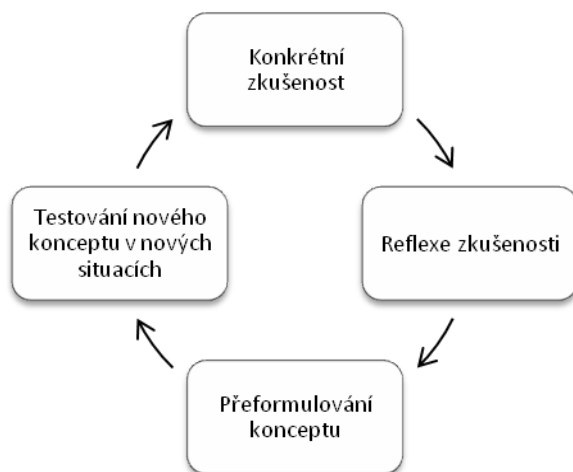 Konkrétní
zkušenost
Reflexe zkušenosti
Přeformulování
konceptu
Testování nového
konceptu v nových
situacích